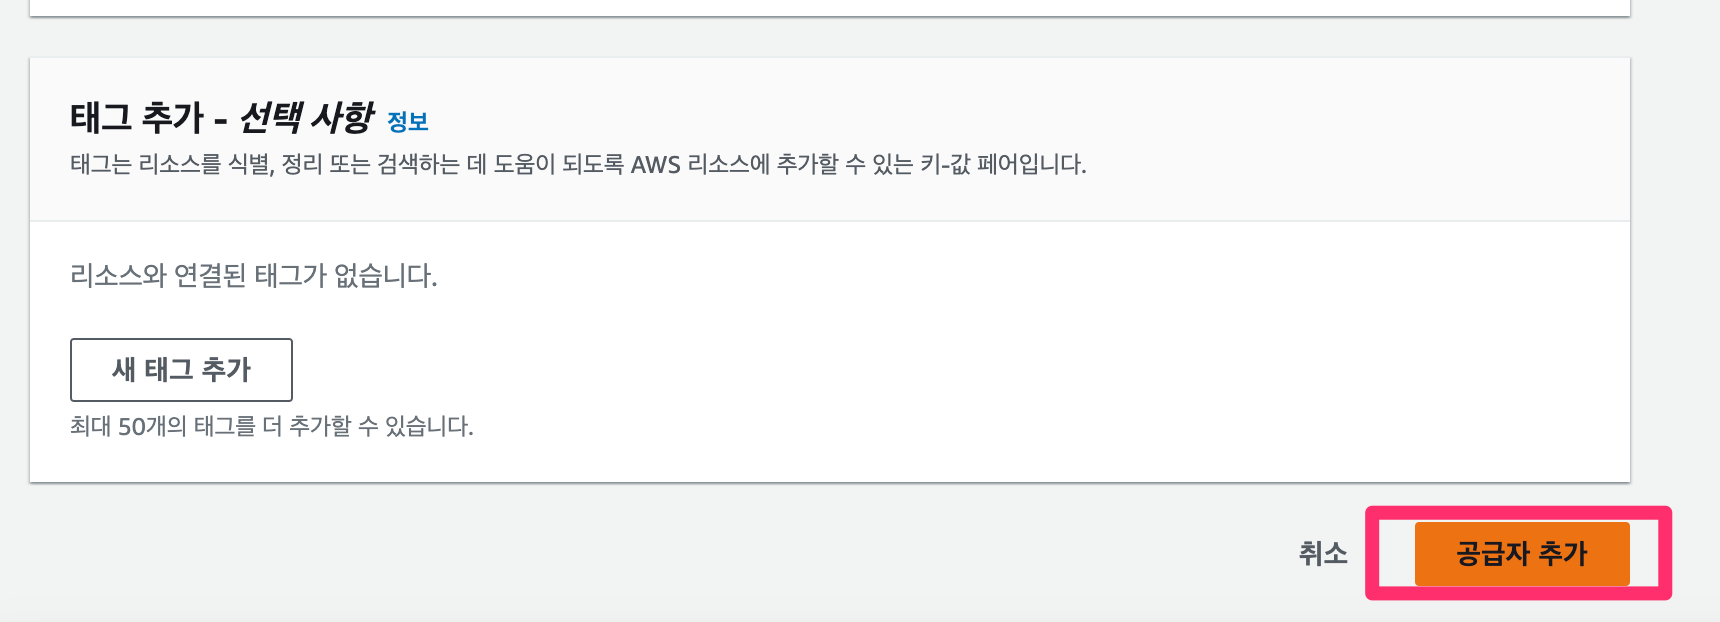 태그 추가 - 선택 사항 정보
태그는 리소스를 식별, 정리 또는 검색하는 데 도움이 되도록 AWS 리소스에 추가할 수 있는 키-값 페어입니다.
리소스와 연결된 태그가 없습니다.
새 태그 추가
최대 50개의 태그를 더 추가할 수 있습니다.
취소 공급자 추가